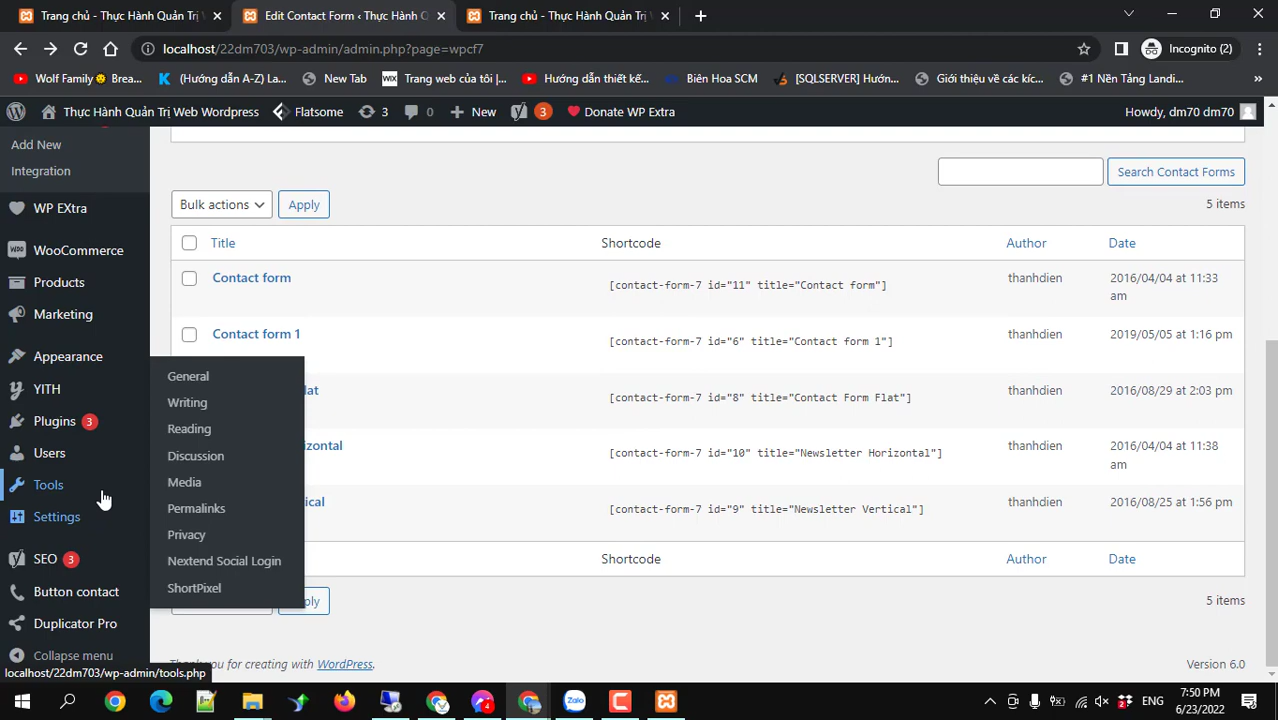 Trang chủ - Thực Hành Quản Trị V
Edit Contact Form ‹ Thực Hành Q
Trang chủ - Thực Hành Quản Trị W
localhost/22dm703/wp-admin/admin.php?page=wpcf7
Incognito (2)
Wolf Family Brea...
(Hướng dẫn A-Z) La...
New Tab
WIX
Trang web của tôi |...
Hướng dẫn thiết kế...
Biên Hòa SCM
[SQLSERVER] Hướn...
Giới thiệu về các kíc...
#1 Nền Tảng Landi...
»
Thực Hành Quản Trị Web Wordpress
Flatsome
3
0
New
3
Donate WP Extra
Howdy, dm70 dm70
Add New
Integration
WP EXtra
WooCommerce
Products
Marketing
Appearance
YITH
Plugins 3
Users
Tools
Settings
SEO 3
Button contact
Duplicator Pro
Collapse menu
General
Writing
Reading
Discussion
Media
Permalinks
Privacy
Nextend Social Login
ShortPixel
Search Contact Forms
Bulk actions
Apply
5 items
Title Shortcode Author Date
Contact form [contact-form-7 id="11" title="Contact form"] thanhdien 2016/04/04 at 11:33
am
Contact form 1 [contact-form-7 id="6" title="Contact form 1"] thanhdien 2019/05/05 at 1:16 pm
lat [contact-form-7 id="8" title="Contact Form Flat"] thanhdien 2016/08/29 at 2:03 pm
izontal [contact-form-7 id="10" title="Newsletter Horizontal"] thanhdien 2016/04/04 at 11:38
am
ical [contact-form-7 id="9" title="Newsletter Vertical"] thanhdien 2016/08/25 at 1:56 pm
Shortcode Author Date
ply
5 items
Thank you for creating with WordPress.
Version 6.0
localhost/22dm703/wp-admin/tools.php
4
Zalo
2
ENG
7:50 PM
6/23/2022